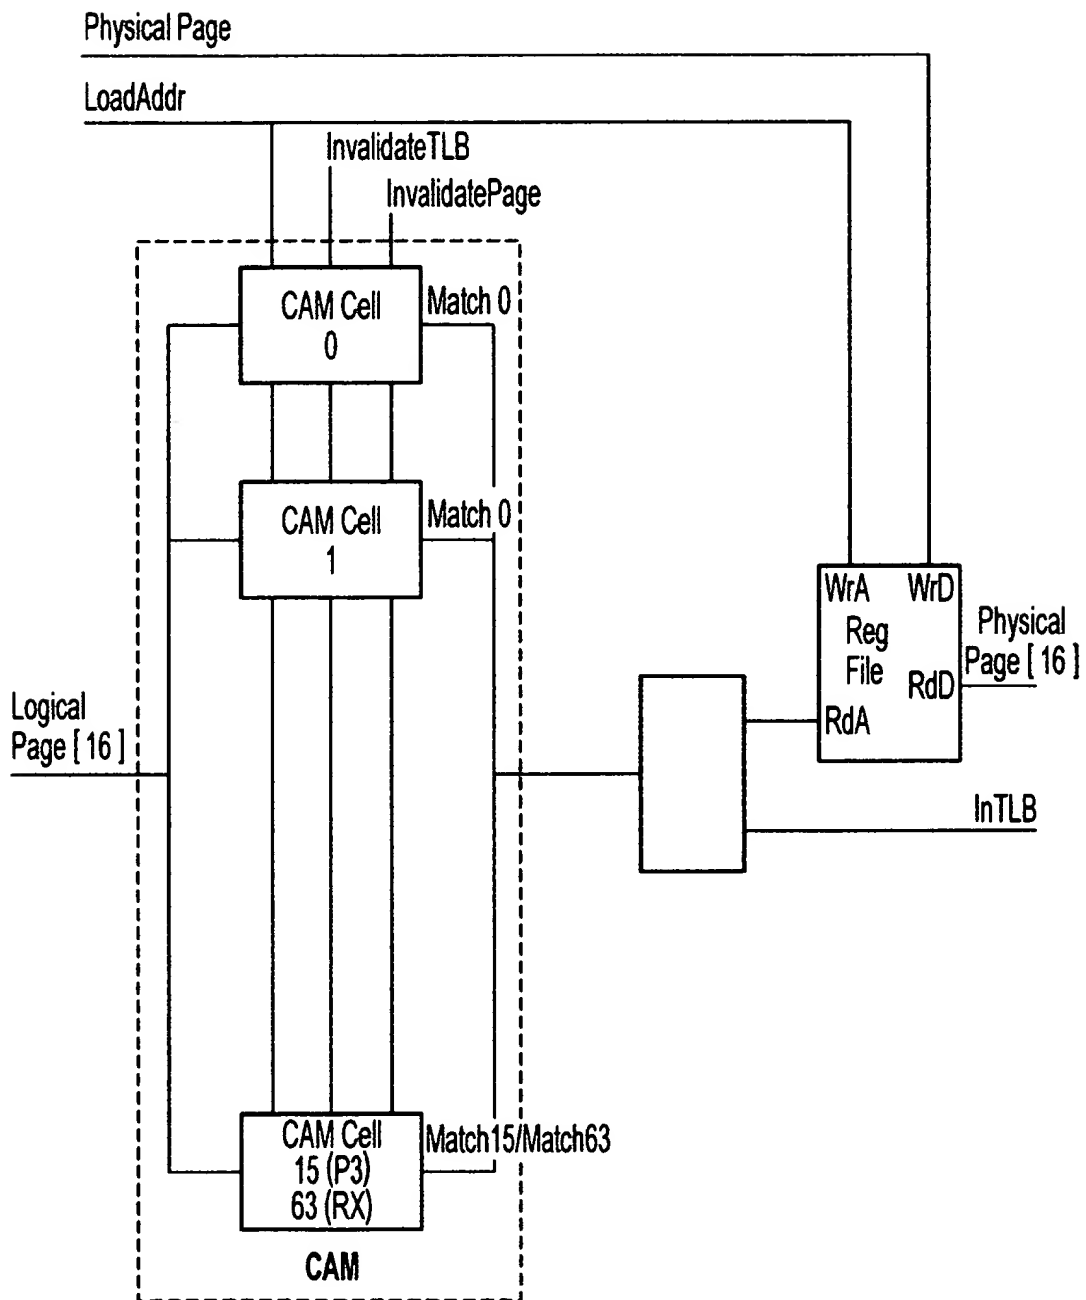 Physical Page
LoadAddr
InvalidateTLB
InvalidatePage
CAM Cell
0
Match 0
CAM Cell
1
Match 0
WrA
WrD
Reg
File
RdD
RdA
Physical
Page [ 16 ]
Logical
Page [ 16 ]
InTLB
CAM Cell
15 (P3)
63 (RX)
Match15/Match63
CAM